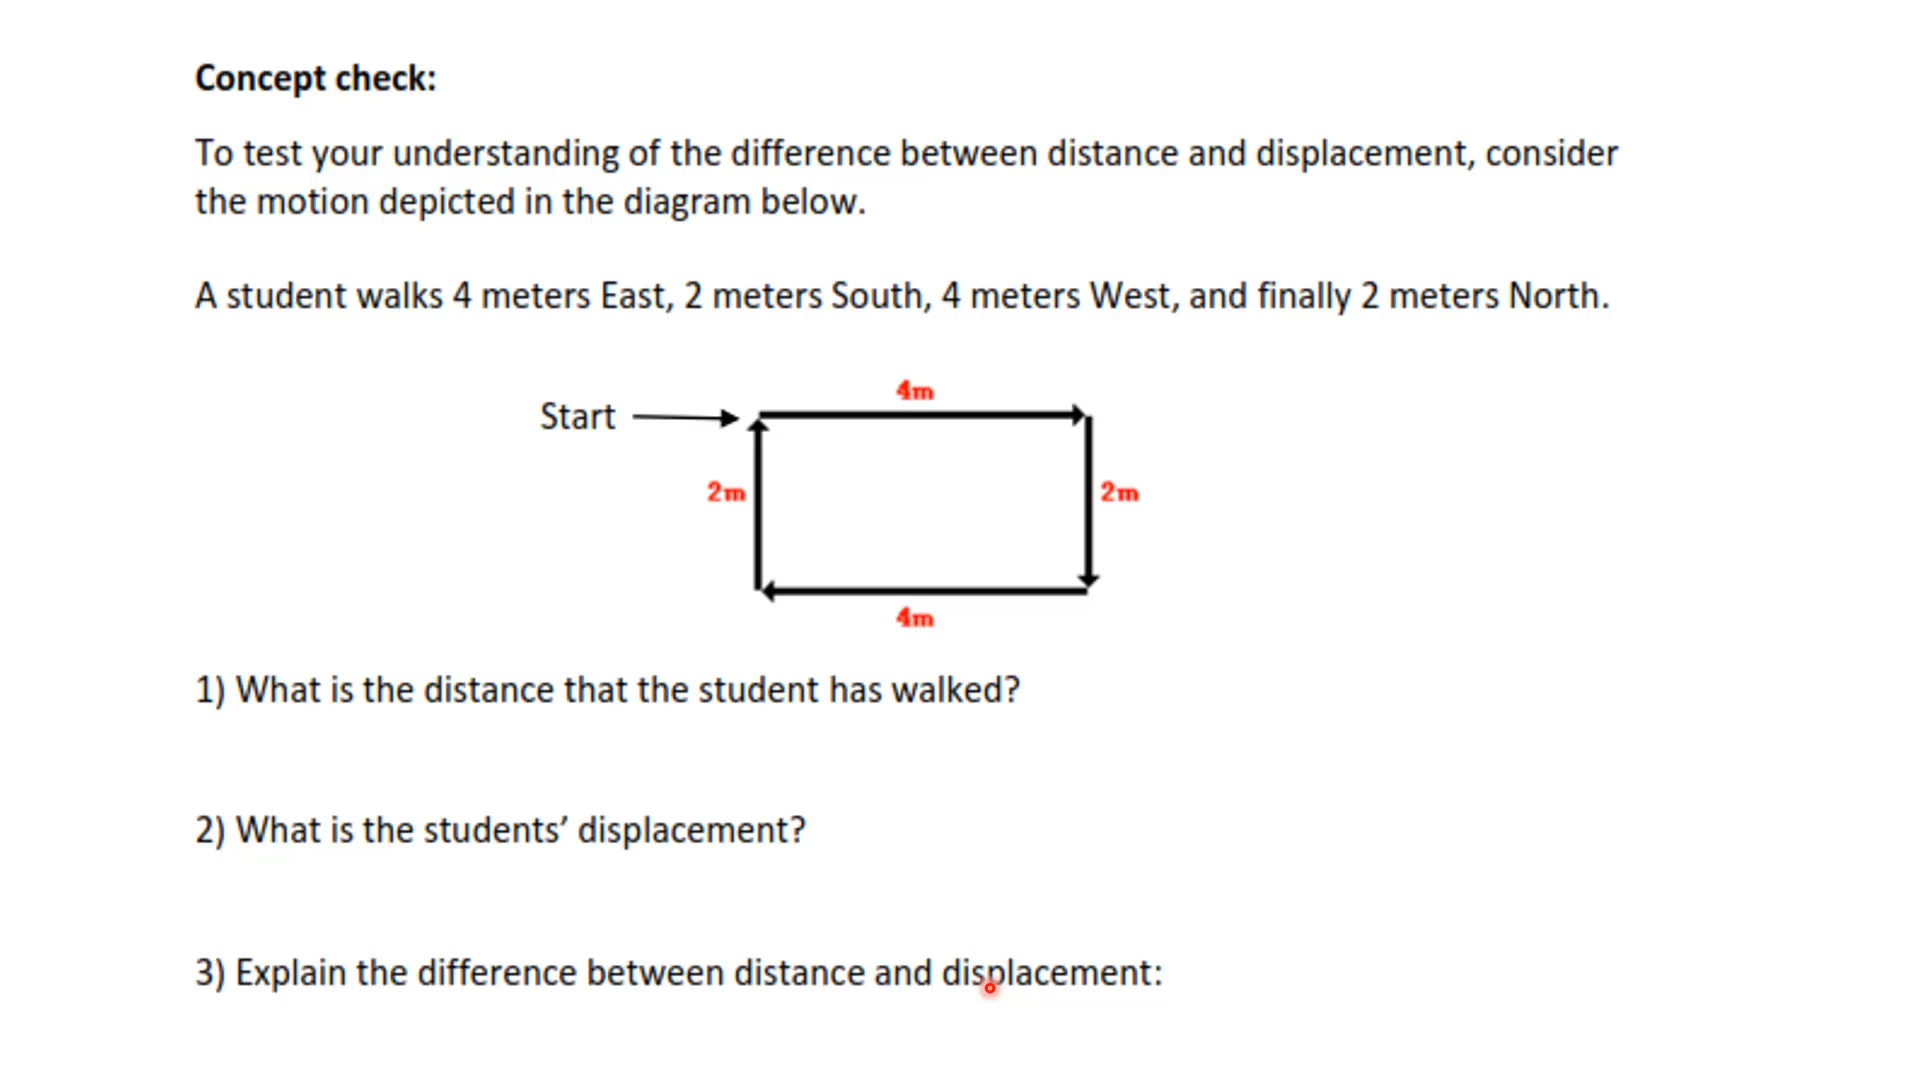 Concept check:
To test your understanding of the difference between distance and displacement, consider
the motion depicted in the diagram below.
A student walks 4 meters East, 2 meters South, 4 meters West, and finally 2 meters North.
4m
Start
2m
2m
4m
1) What is the distance that the student has walked?
2) What is the students’ displacement?
3) Explain the difference between distance and displacement: